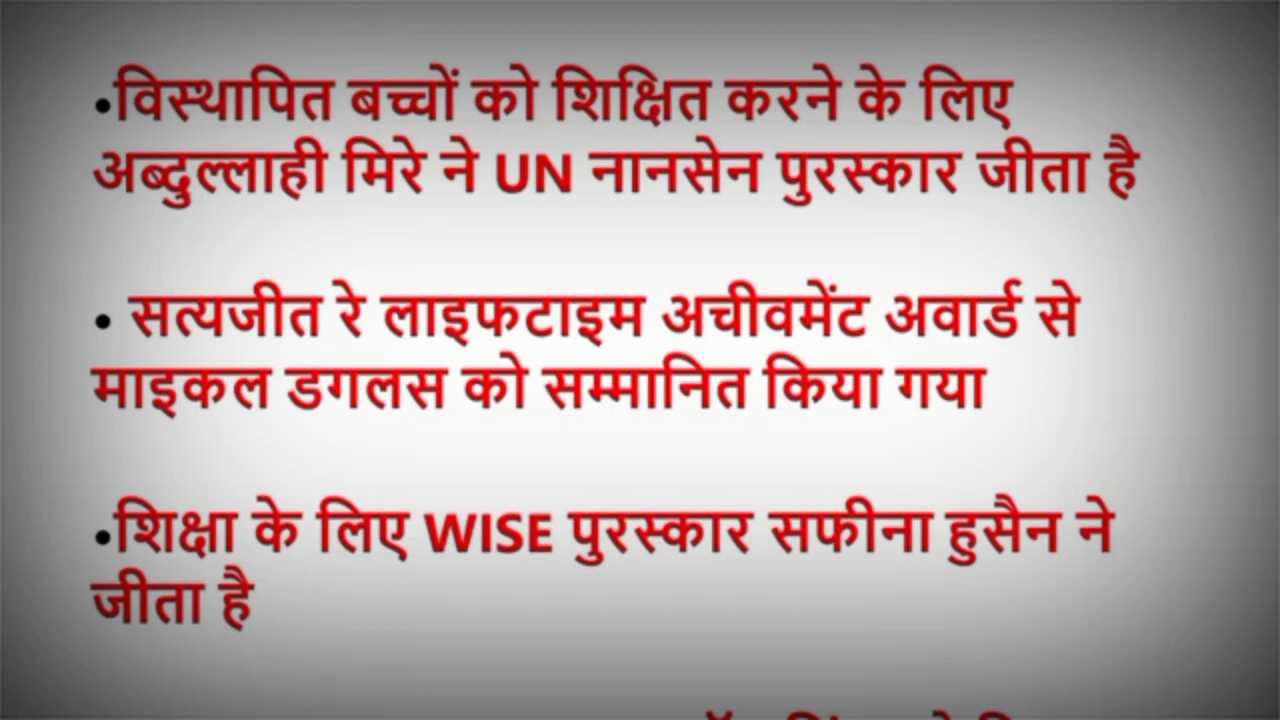 •विस्थापित बच्चों को शिक्षित करने के लिए
अब्दुल्लाही मिरे ने UN नानसेन पुरस्कार जीता है
• सत्यजीत रे लाइफटाइम अचीवमेंट अवार्ड से
माइकल डगलस को सम्मानित किया गया
•शिक्षा के लिए WISE पुरस्कार सफीना हुसैन ने
जीता है